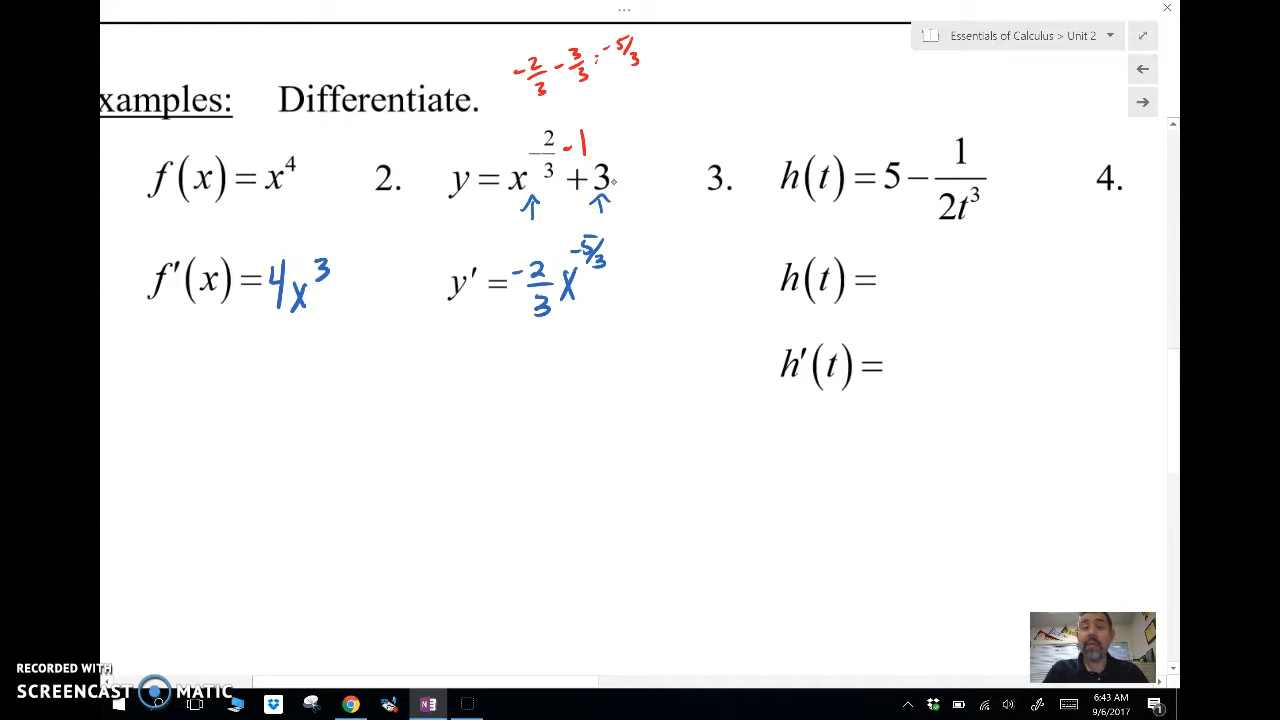 ...
Essentials of Calculus > Unit 2
-2/3 - 3/3 = -5/3
xamples: Differentiate.
f(x) = x^4
2. y = x^(-2/3) -1 + 3
3. h(t) = 5 - 1/(2t^3)
4.
f'(x) = 4x^3
y' = -2/3 x^(-5/3)
h(t) =
h'(t) =
RECORDED WITH
SCREENCAST MATIC
N3
6:43 AM
9/6/2017
1